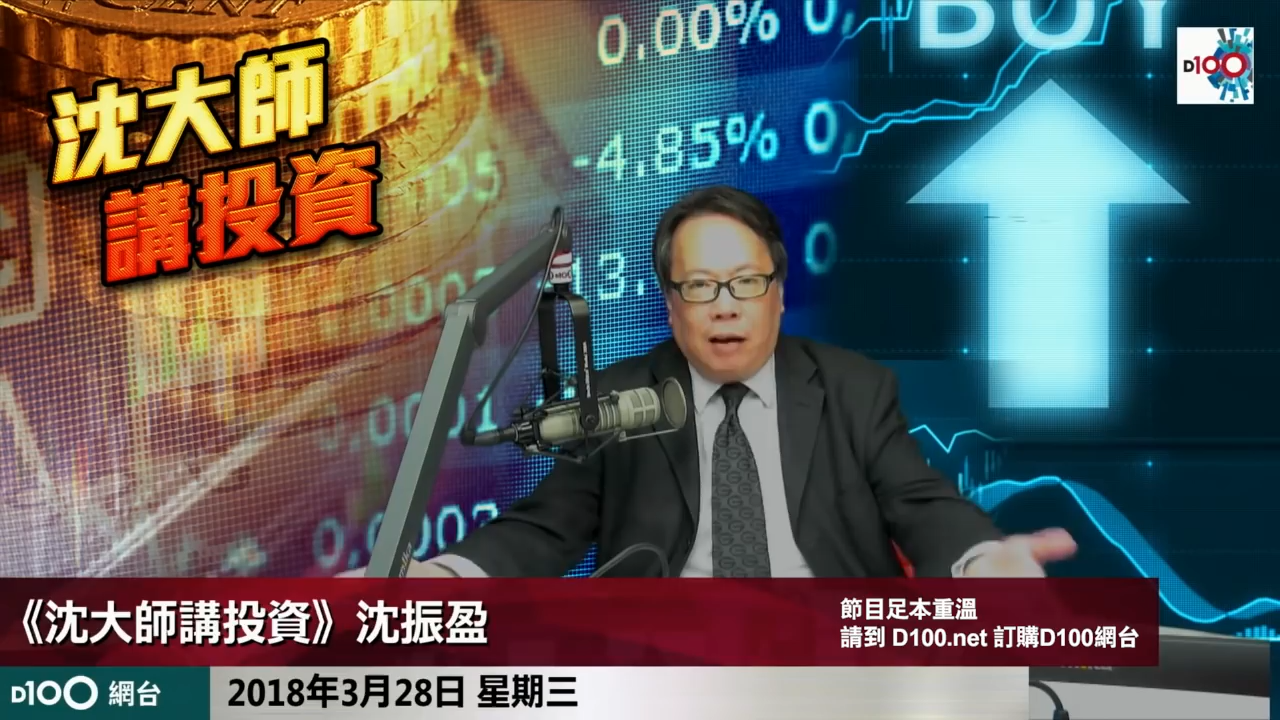 沈大師
講投資
0.00%
BUY
-4.85%
D100
《沈大師講投資》 沈振盈
節目足本重溫
請到 D100.net 訂購D100網台
D100 網台
2018年3月28日 星期三